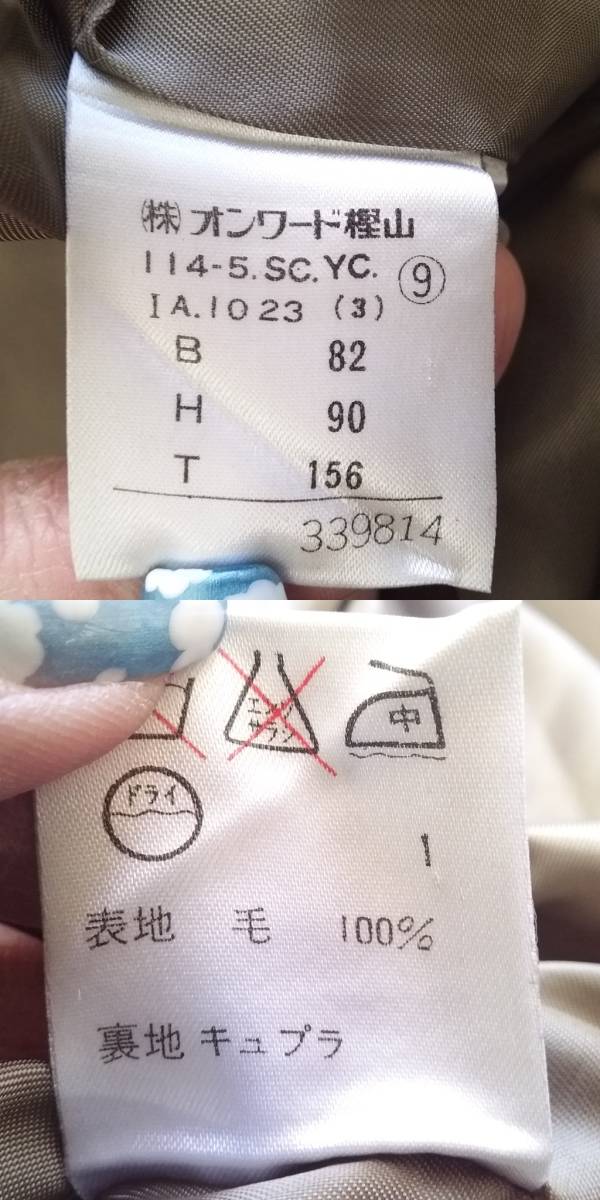 ㈱オンワード樫山
114-5.SC.YC.
⑨
IA.1023 (3)
B 82
H 90
T 156
339814
エンソ
サラシ
中
ドライ
1
表地 毛 100%
裏地 キュプラ